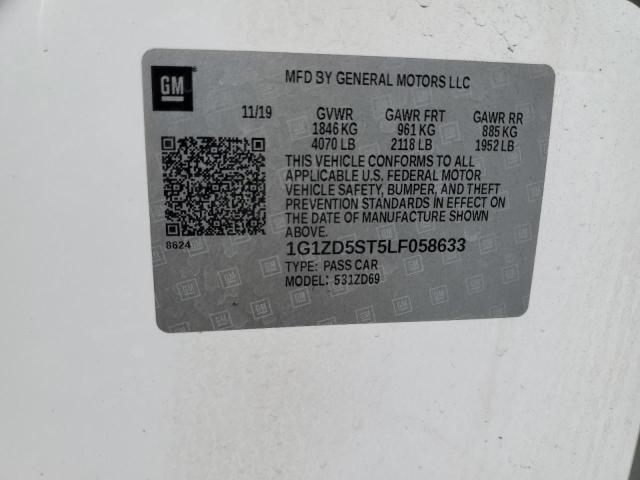 GM
MFD BY GENERAL MOTORS LLC
11/19 GVWR GAWR FRT GAWR RR
1846 KG 961 KG 885 KG
4070 LB 2118 LB 1952 LB
THIS VEHICLE CONFORMS TO ALL
APPLICABLE U.S. FEDERAL MOTOR
VEHICLE SAFETY, BUMPER, AND THEFT
PREVENTION STANDARDS IN EFFECT ON
THE DATE OF MANUFACTURE SHOWN
ABOVE.
8624
1G1ZD5ST5LF058633
TYPE: PASS CAR
MODEL: 531ZD69